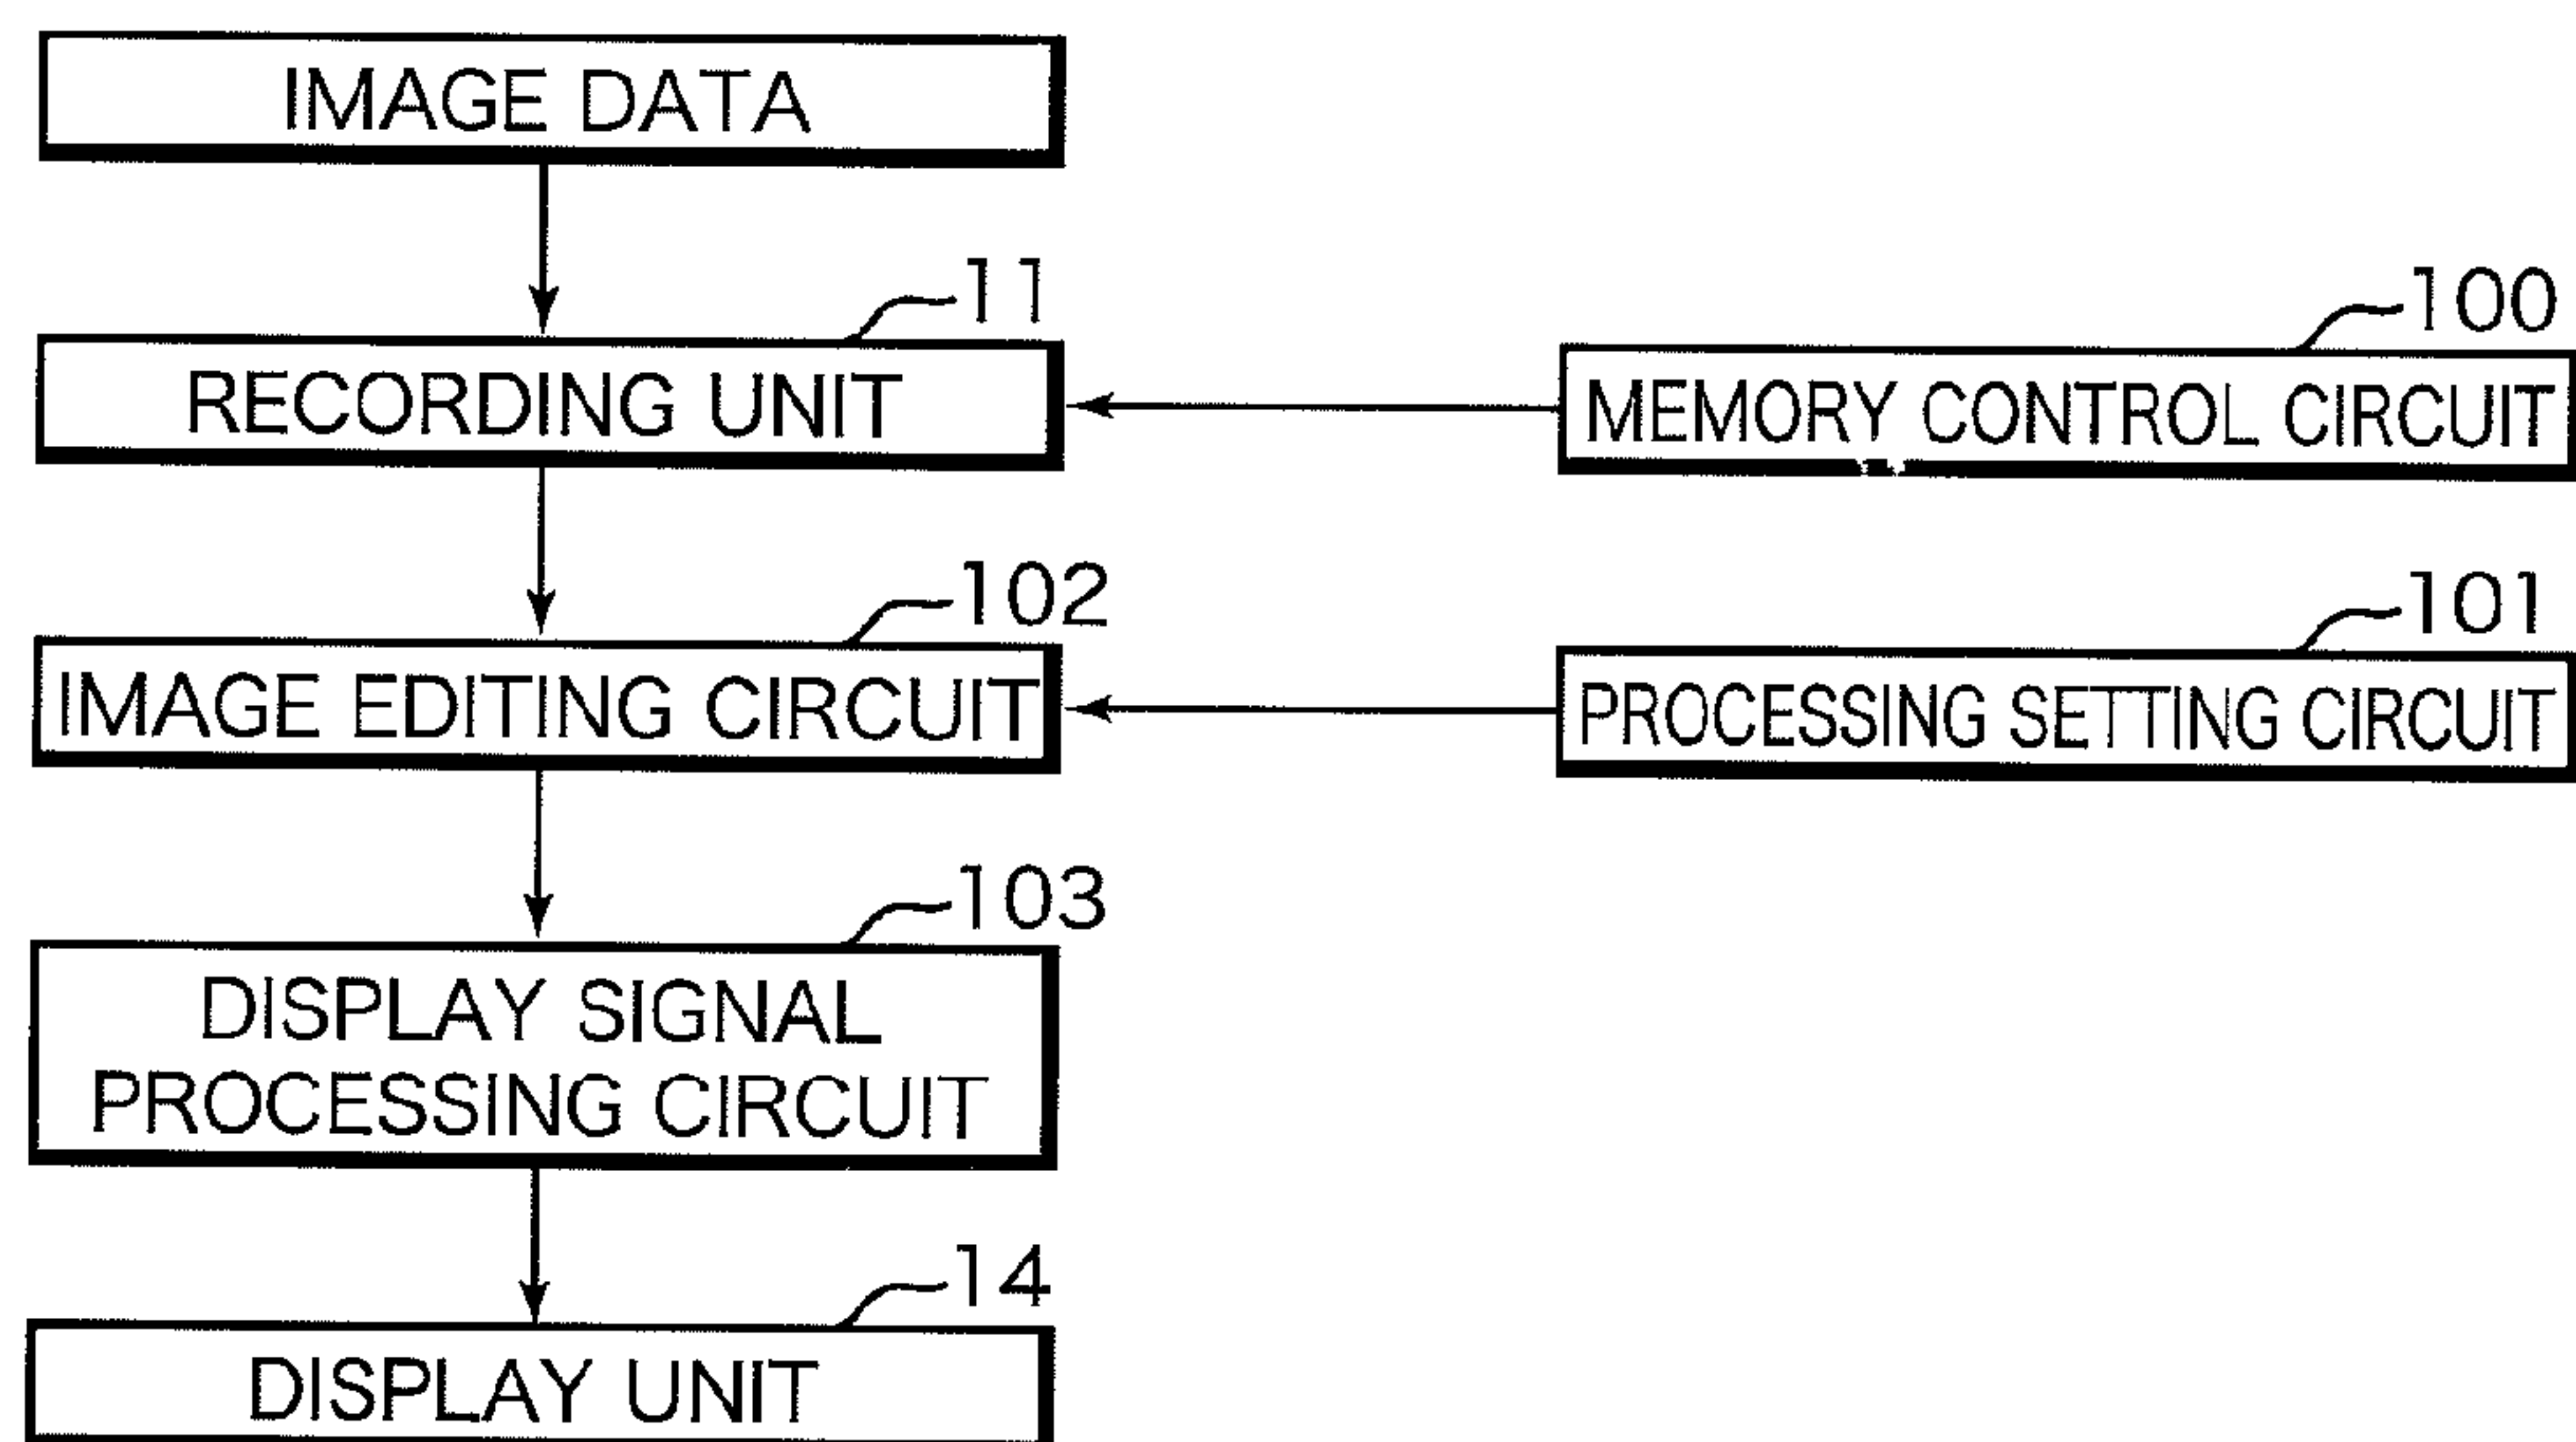 IMAGE DATA
11
RECORDING UNIT
100
MEMORY CONTROL CIRCUIT
102
IMAGE EDITING CIRCUIT
101
PROCESSING SETTING CIRCUIT
103
DISPLAY SIGNAL
PROCESSING CIRCUIT
14
DISPLAY UNIT